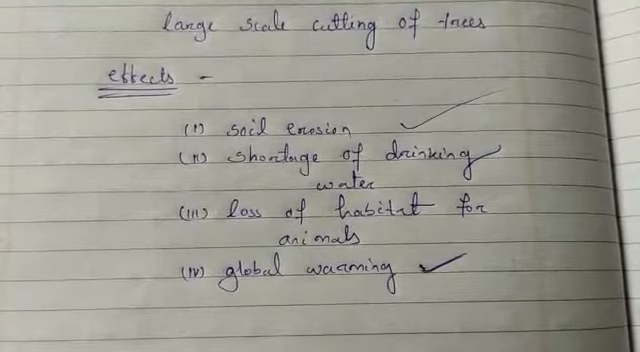 large scale cutting of trees
effects -
(I) soil erosion
(II) shortage of drinking
water
(III) loss of habitat for
animals
(IV) global warming